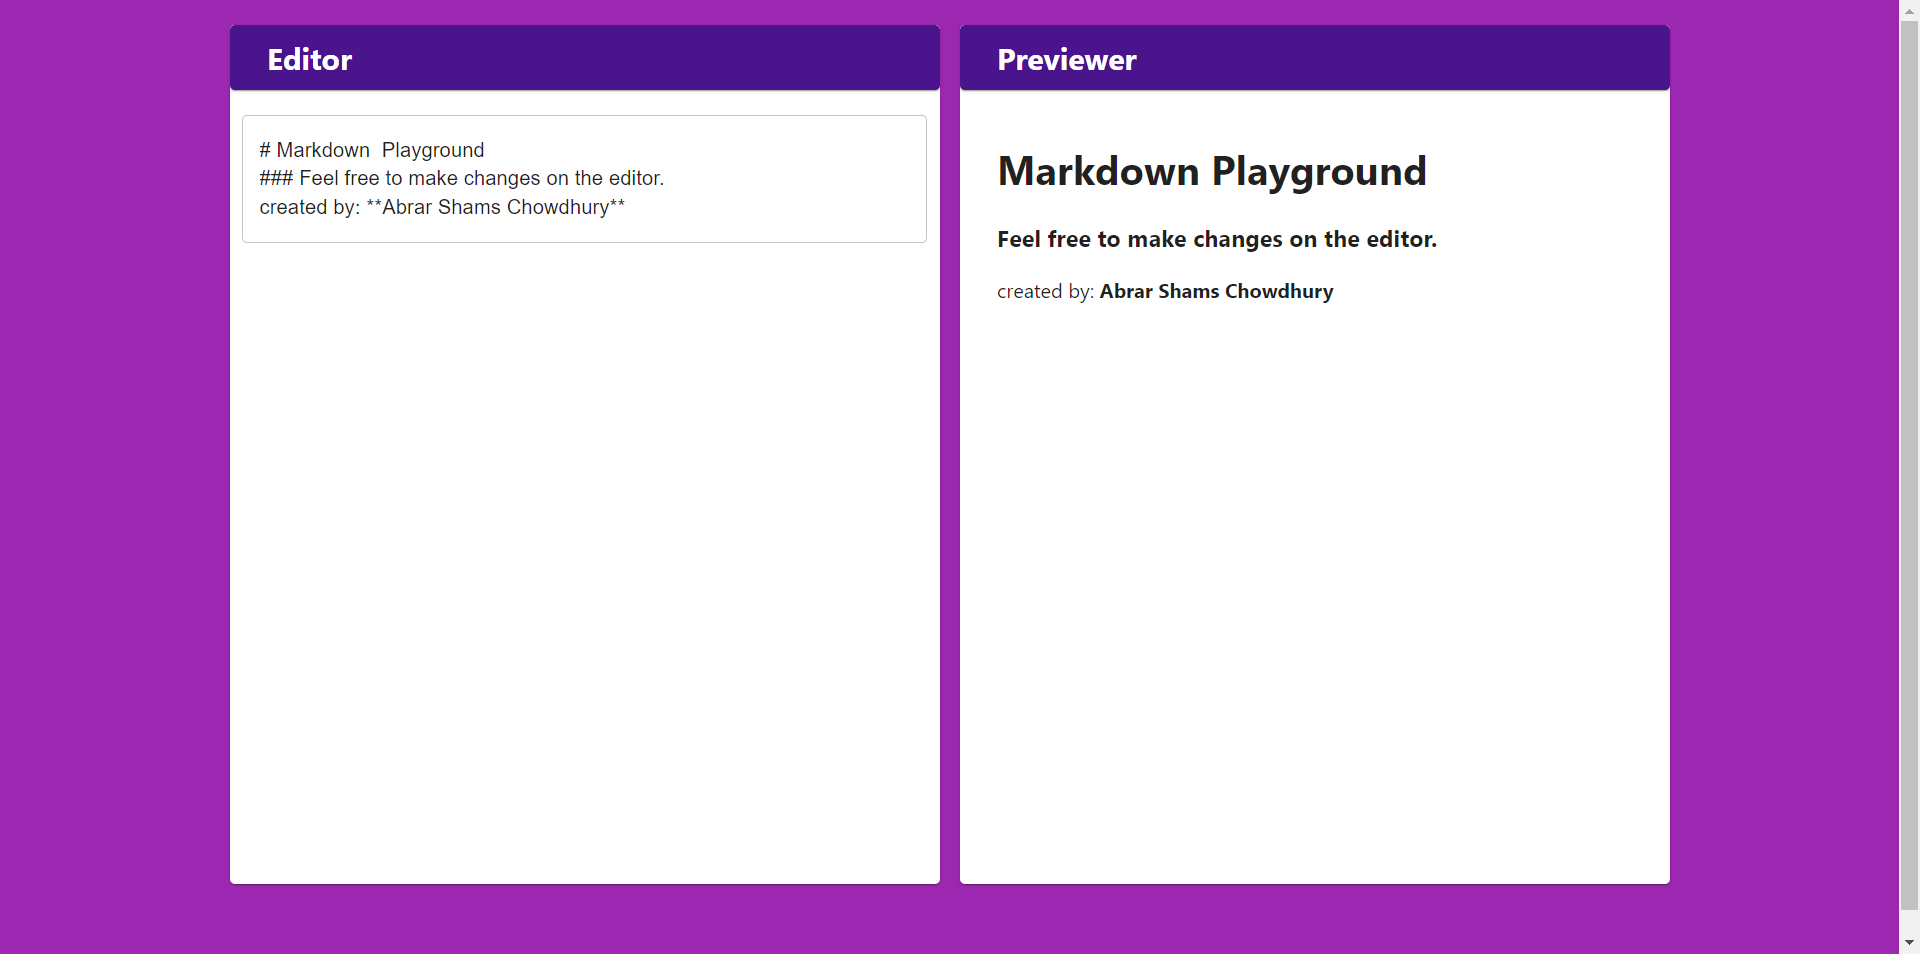 Editor
# Markdown  Playground
### Feel free to make changes on the editor.
created by: **Abrar Shams Chowdhury**
Previewer
Markdown Playground
Feel free to make changes on the editor.
created by: Abrar Shams Chowdhury